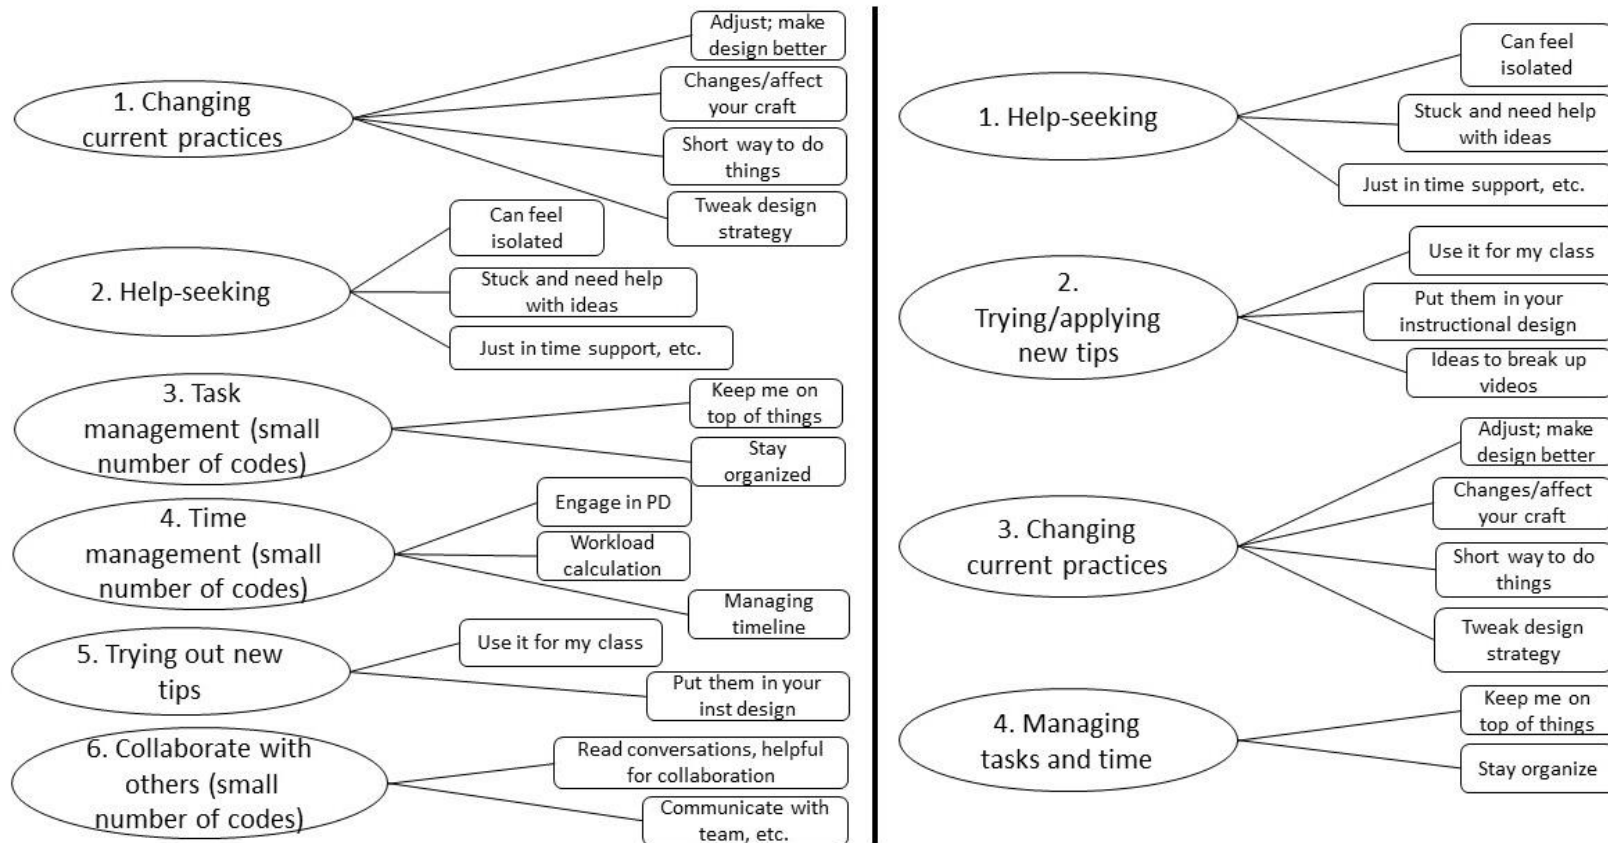 1. Changing
current practices
Adjust; make
design better
Changes/affect
your craft
Short way to do
things
Tweak design
strategy
2. Help-seeking
Can feel
isolated
Stuck and need help
with ideas
Just in time support, etc.
3. Task
management (small
number of codes)
Keep me on
top of things
Stay
organized
4. Time
management (small
number of codes)
Engage in PD
Workload
calculation
Managing
timeline
5. Trying out new
tips
Use it for my class
Put them in your
inst design
6. Collaborate with
others (small
number of codes)
Read conversations, helpful
for collaboration
Communicate with
team, etc.
1. Help-seeking
Can feel
isolated
Stuck and need help
with ideas
Just in time support, etc.
2.
Trying/applying
new tips
Use it for my class
Put them in your
instructional design
Ideas to break up
videos
3. Changing
current practices
Adjust; make
design better
Changes/affect
your craft
Short way to do
things
Tweak design
strategy
4. Managing
tasks and time
Keep me on
top of things
Stay organize